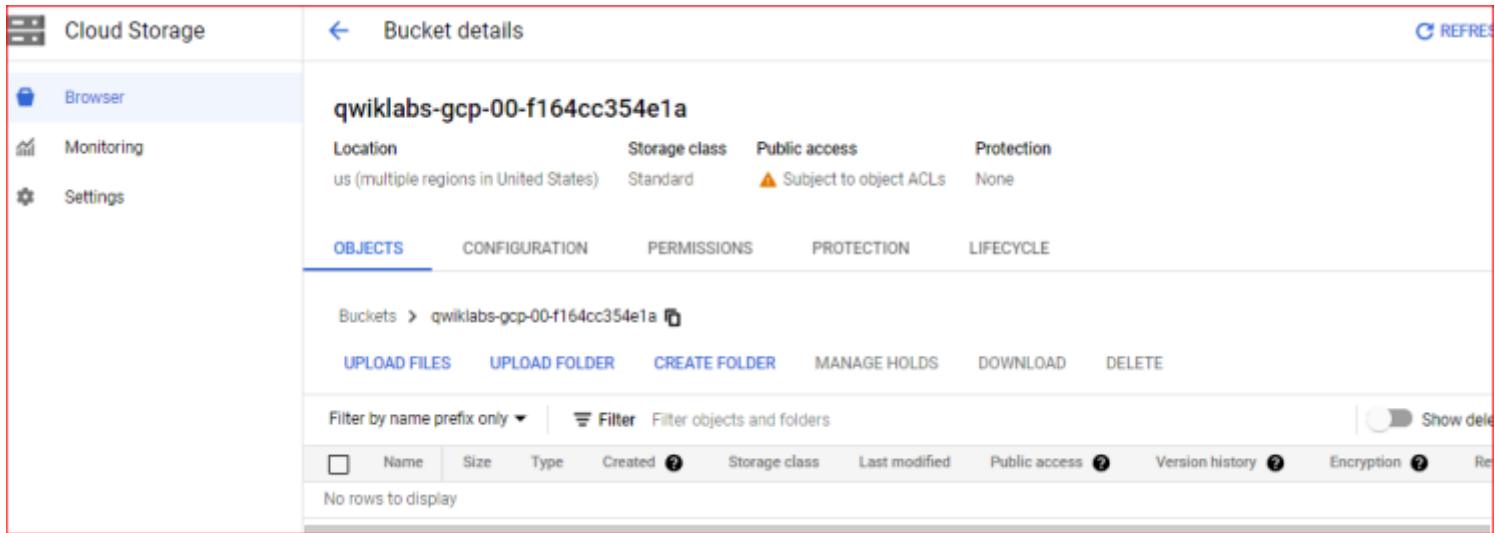 Cloud Storage
Bucket details
Browser
Monitoring
Settings
qwiklabs-gcp-00-f164cc354e1a
Location Storage class Public access Protection
us (multiple regions in United States) Standard Subject to object ACLs None
OBJECTS CONFIGURATION PERMISSIONS PROTECTION LIFECYCLE
Buckets > qwiklabs-gcp-00-f164cc354e1a
UPLOAD FILES UPLOAD FOLDER CREATE FOLDER MANAGE HOLDS DOWNLOAD DELETE
Filter by name prefix only Filter Filter objects and folders Show
Name Size Type Created Storage class Last modified Public access Version history Encryption
No rows to display